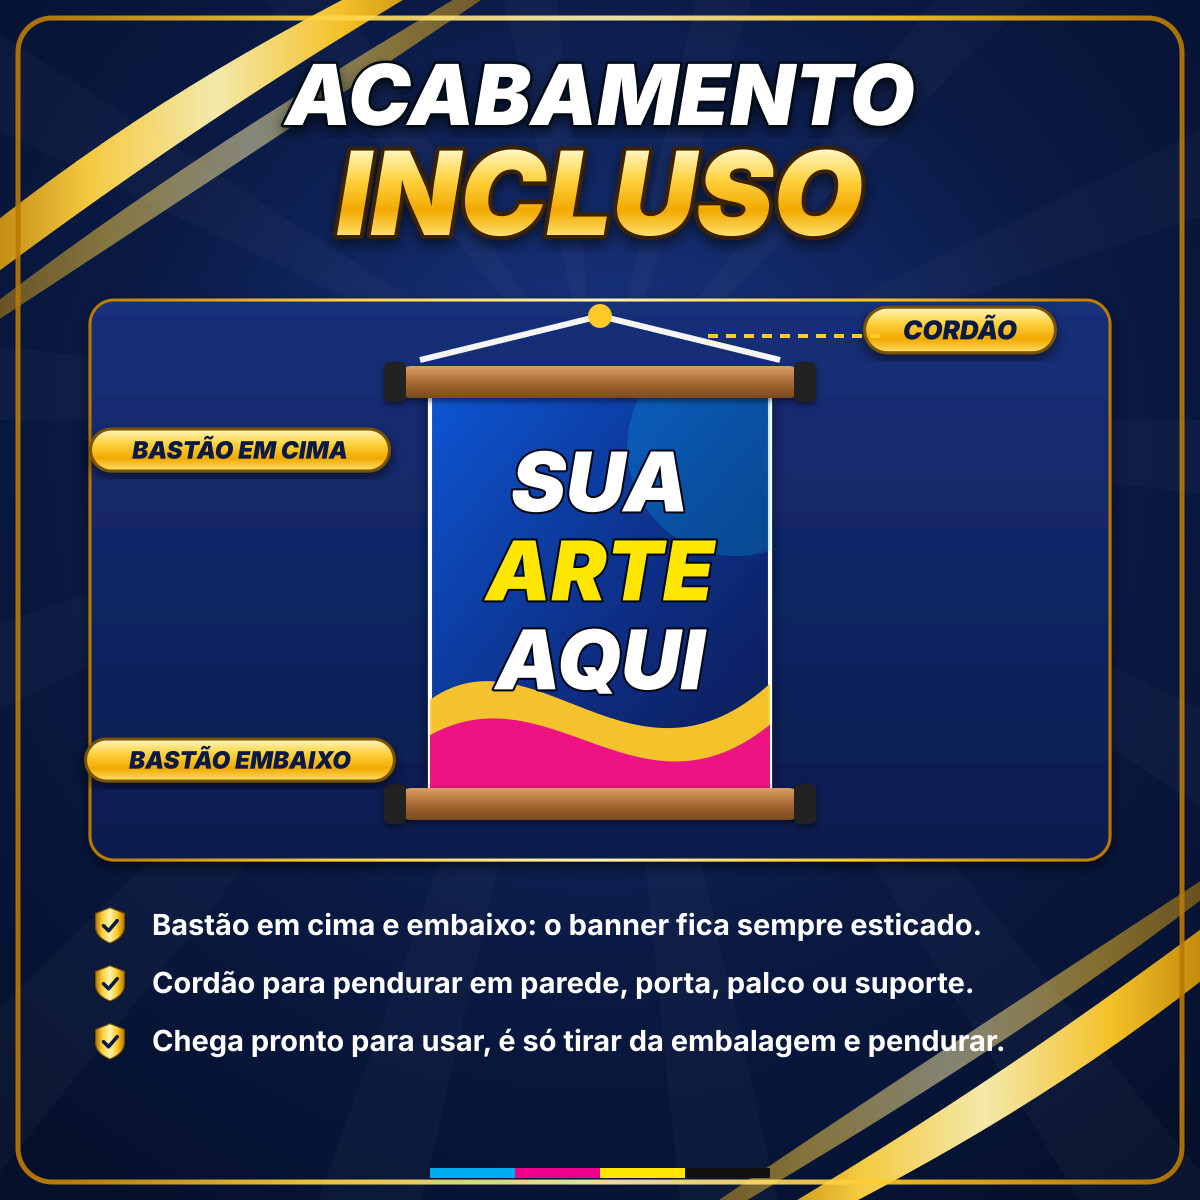 ACABAMENTO
INCLUSO
CORDÃO
BASTÃO EM CIMA
SUA
ARTE
AQUI
BASTÃO EMBAIXO
Bastão em cima e embaixo: o banner fica sempre esticado.
Cordão para pendurar em parede, porta, palco ou suporte.
Chega pronto para usar, é só tirar da embalagem e pendurar.